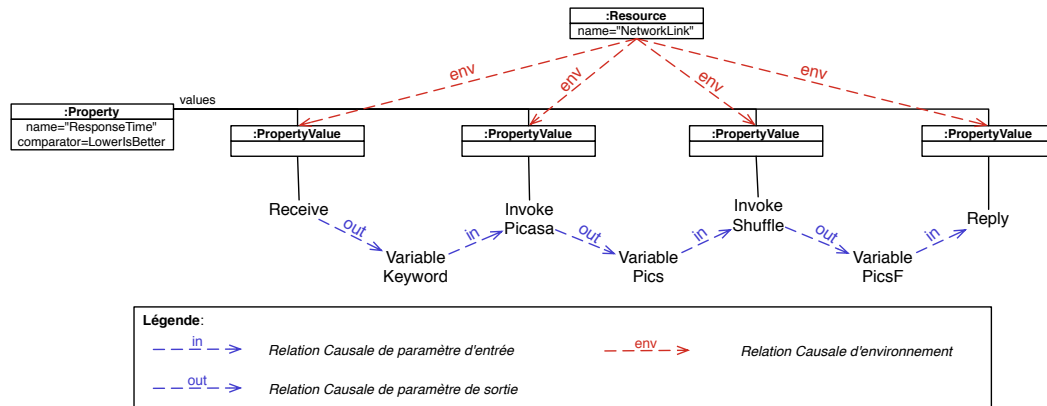 :Resource
name="NetworkLink"
env
env
env
env
values
:Property
name="ResponseTime"
comparator=LowerIsBetter
:PropertyValue
:PropertyValue
:PropertyValue
:PropertyValue
Receive
Invoke
Picasa
Invoke
Shuffle
Reply
out
in
out
in
out
in
Variable
Keyword
Variable
Pics
Variable
PicsF
Légende:
in
Relation Causale de paramètre d'entrée
env
Relation Causale d'environnement
out
Relation Causale de paramètre de sortie